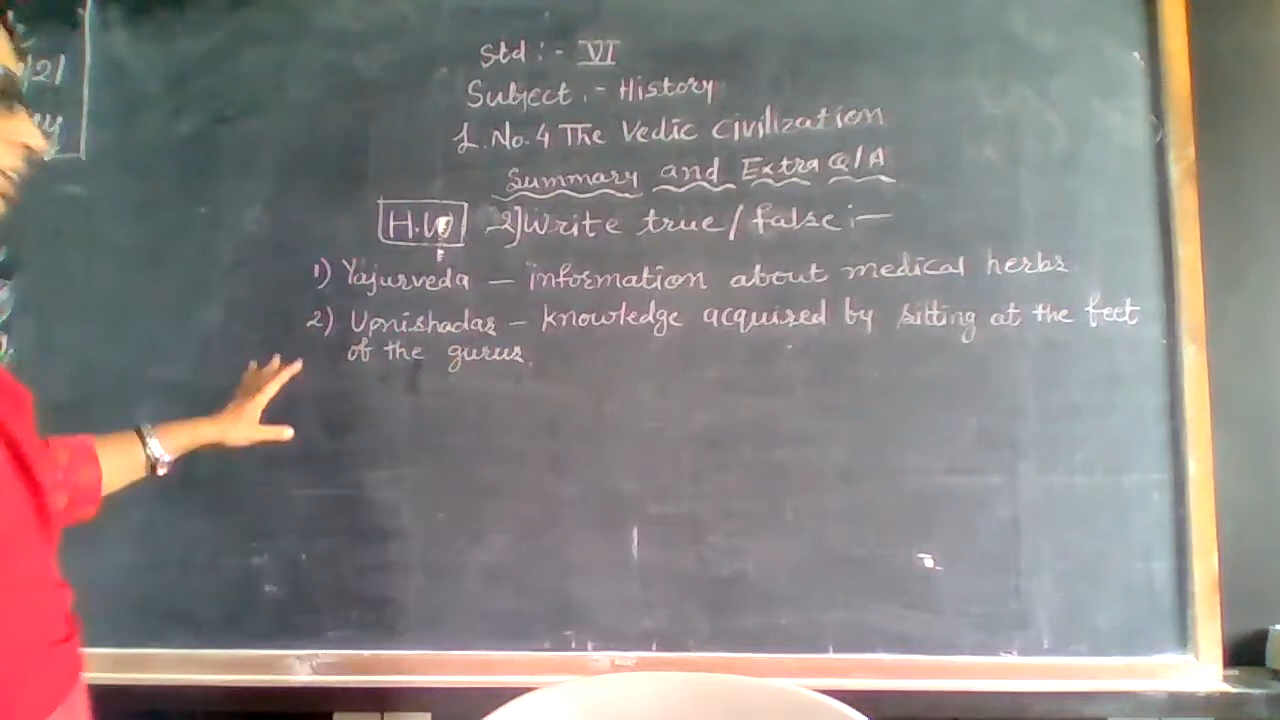 /21
Std :- VI
Subject :- History
L.No.4 The Vedic Civilization
Summary and Extra Q/A
H.W 2] Write true/false :-
1) Yajurveda - information about medical herbs
2) Upnishadas - knowledge acquired by sitting at the feet
of the gurus.